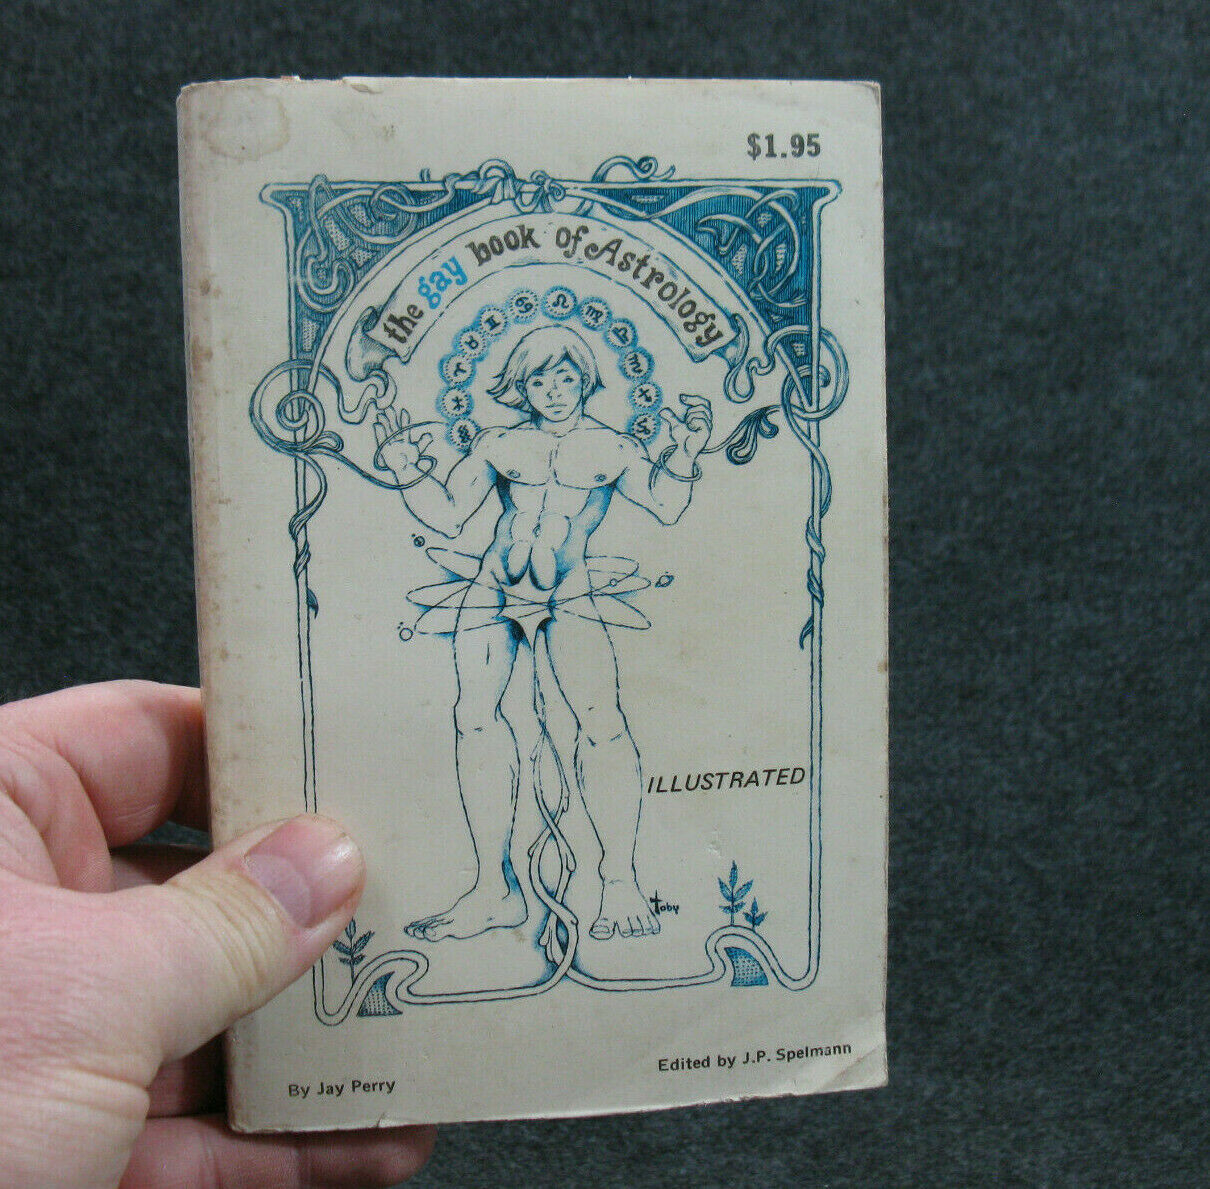 $1.95
the gay book of Astrology
♒ ♓ ♈ ♉ ♊ ♋ ♌ ♍ ♎ ♏ ♐ ♑
ILLUSTRATED
Toby
By Jay Perry
Edited by J.P. Spelmann